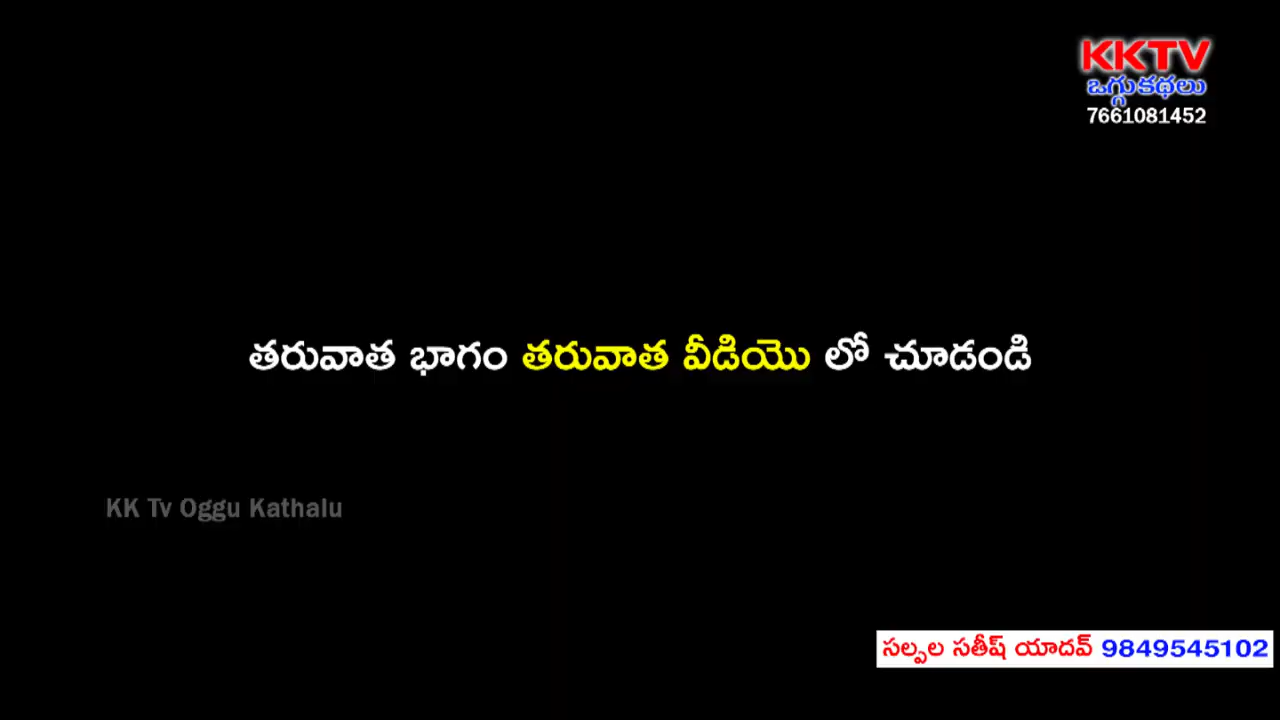 KKTV
ఒగ్గుకథలు
7661081452
తరువాత భాగం తరువాత వీడియొ లో చూడండి
KK Tv Oggu Kathalu
సల్పల సతీష్ యాదవ్ 9849545102